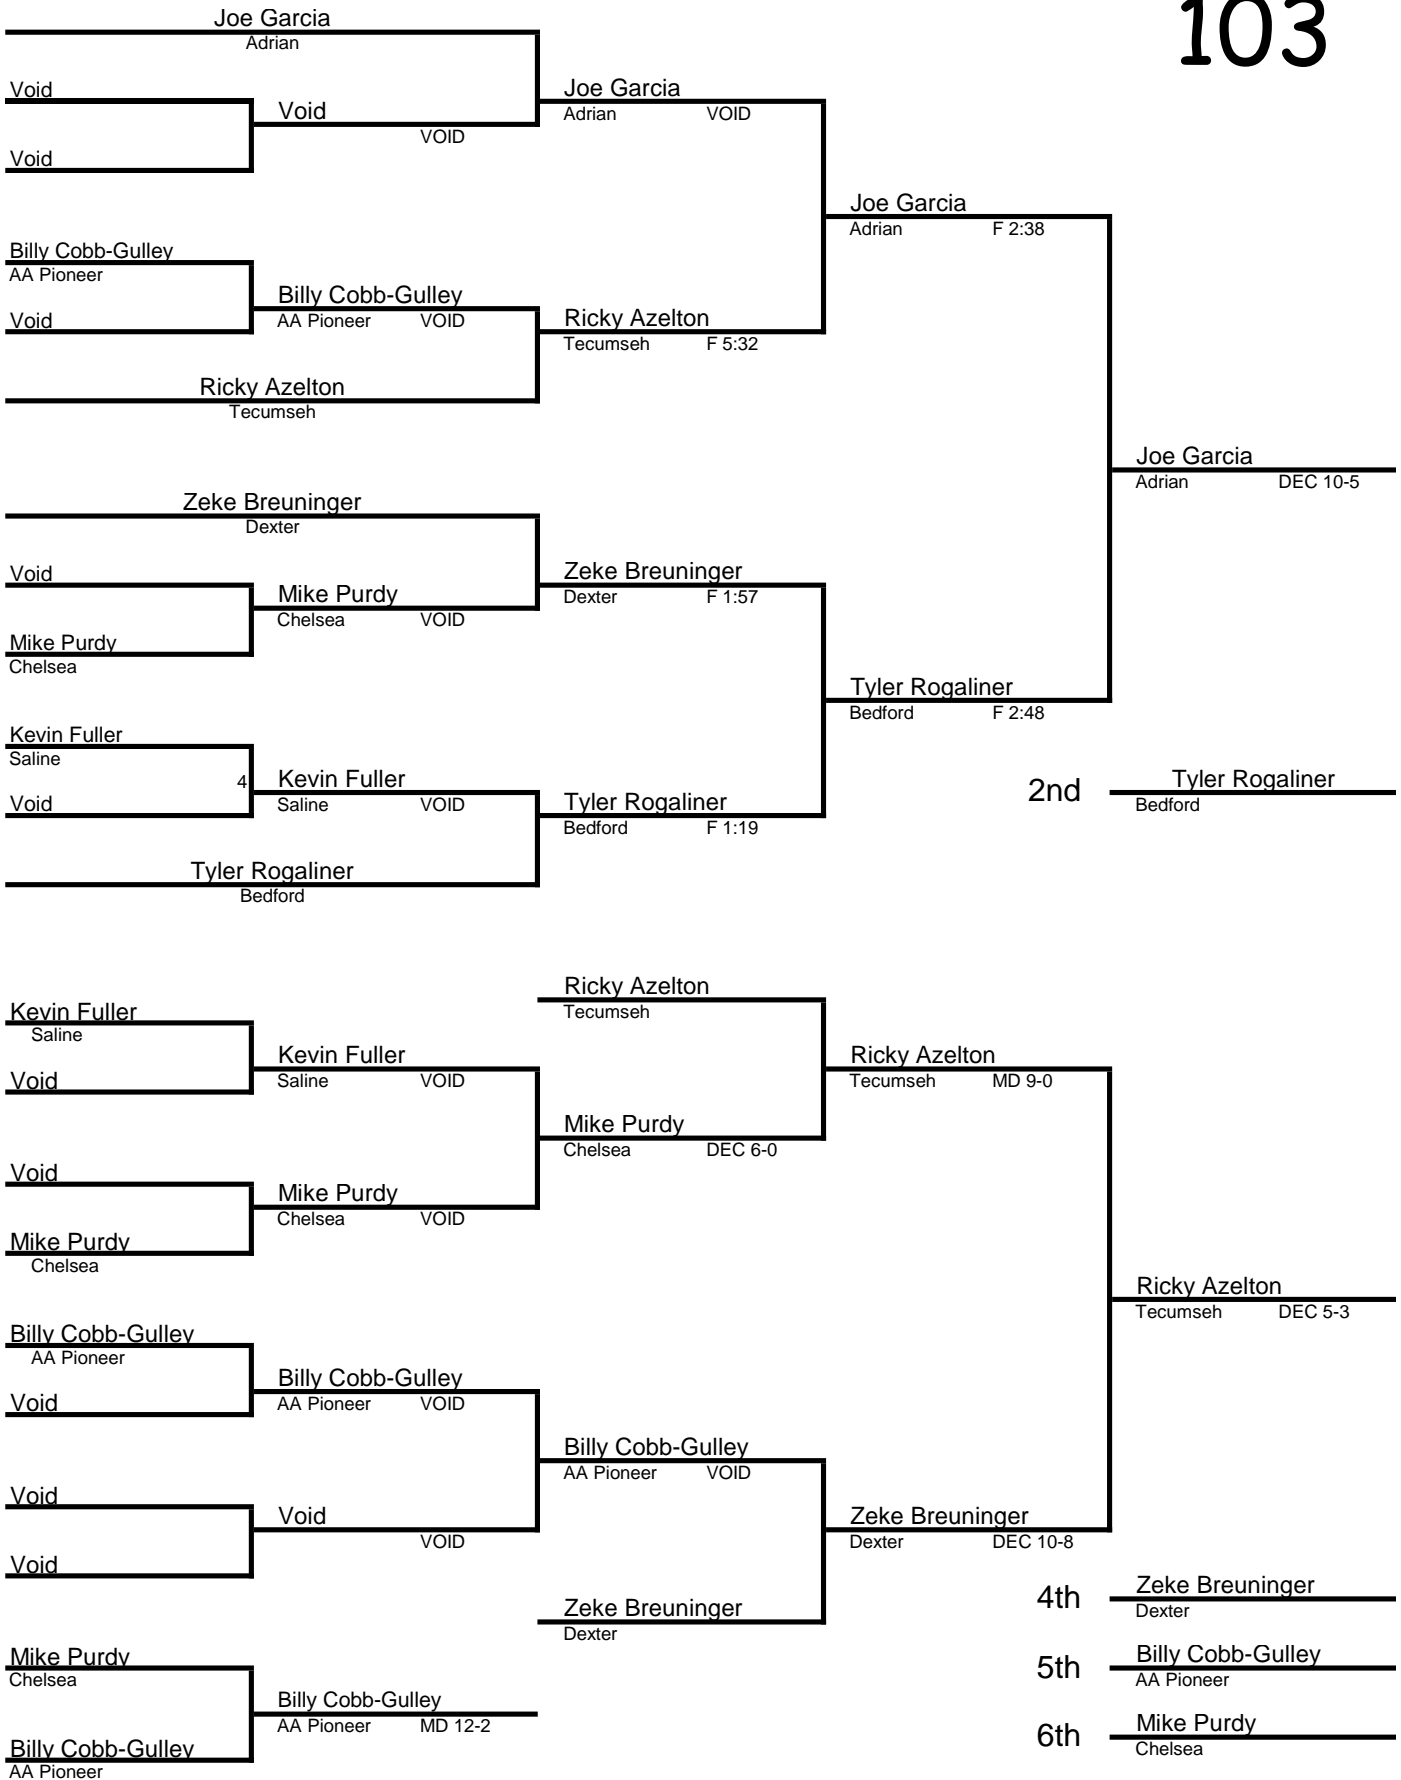 103
Joe Garcia
Adrian
Void
Joe Garcia
Void
Adrian VOID
VOID
Void
Joe Garcia
Adrian F 2:38
Billy Cobb-Gulley
AA Pioneer
Billy Cobb-Gulley
Void
AA Pioneer VOID
Ricky Azelton
Tecumseh F 5:32
Ricky Azelton
Tecumseh
Joe Garcia
Adrian DEC 10-5
Zeke Breuninger
Dexter
Void
Zeke Breuninger
Mike Purdy
Dexter F 1:57
Chelsea VOID
Mike Purdy
Chelsea
Tyler Rogaliner
Bedford F 2:48
Kevin Fuller
Saline
4
Kevin Fuller
2nd Tyler Rogaliner
Void
Saline VOID
Bedford
Tyler Rogaliner
Bedford F 1:19
Tyler Rogaliner
Bedford
Ricky Azelton
Tecumseh
Kevin Fuller
Saline
Kevin Fuller
Ricky Azelton
Void
Saline VOID
Tecumseh MD 9-0
Mike Purdy
Chelsea DEC 6-0
Void
Mike Purdy
Chelsea VOID
Mike Purdy
Chelsea
Ricky Azelton
Tecumseh DEC 5-3
Billy Cobb-Gulley
AA Pioneer
Billy Cobb-Gulley
Void
AA Pioneer VOID
Billy Cobb-Gulley
AA Pioneer VOID
Void
Void
Zeke Breuninger
VOID
Dexter DEC 10-8
Void
4th Zeke Breuninger
Dexter
Zeke Breuninger
Dexter
Mike Purdy
Chelsea
5th Billy Cobb-Gulley
AA Pioneer
Billy Cobb-Gulley
AA Pioneer MD 12-2
6th Mike Purdy
Chelsea
Billy Cobb-Gulley
AA Pioneer